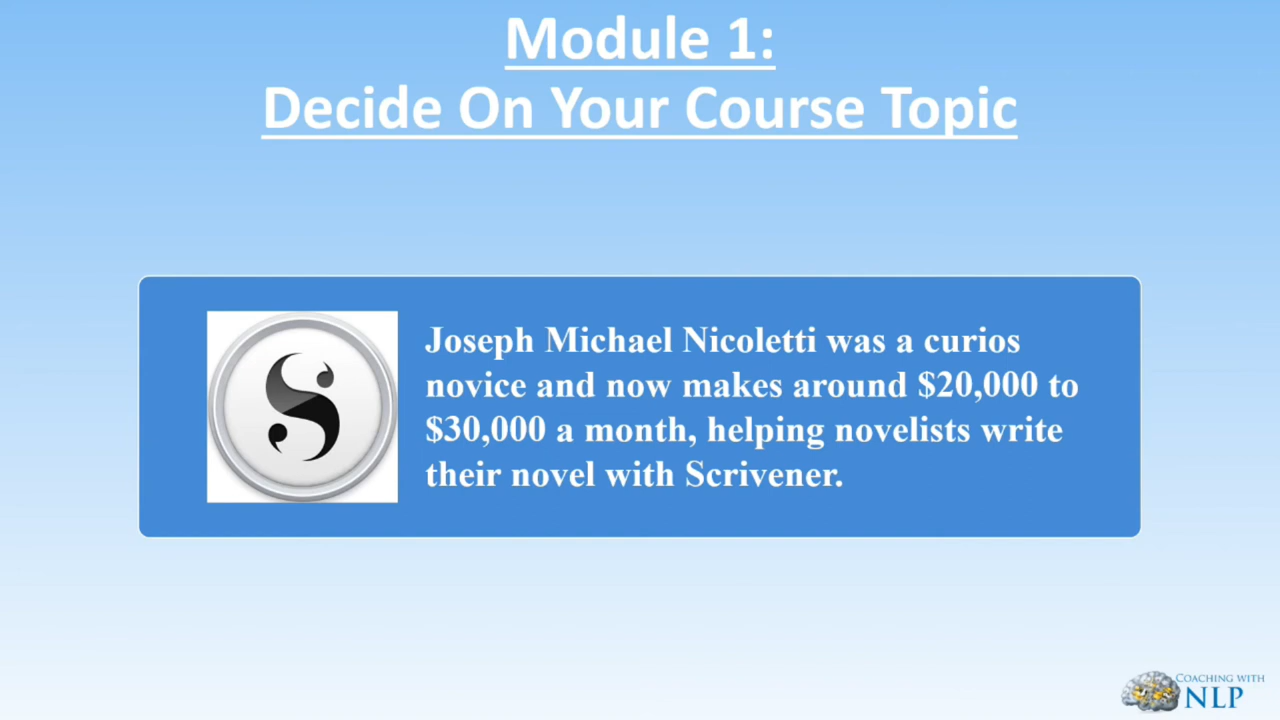 Module 1:
Decide On Your Course Topic
Joseph Michael Nicoletti was a curios
novice and now makes around $20,000 to
$30,000 a month, helping novelists write
their novel with Scrivener.
COACHING WITH
NLP